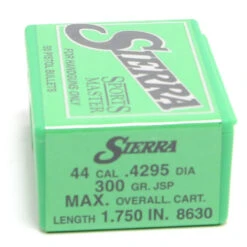 50 PISTOL BULLETS
SIERRA
SPORTS
MASTER
FOR HANDGUNS ONLY
SIERRA
44 CAL .4295 DIA
300 GR. JSP
MAX. OVERALL. CART.
LENGTH 1.750 IN. 8630